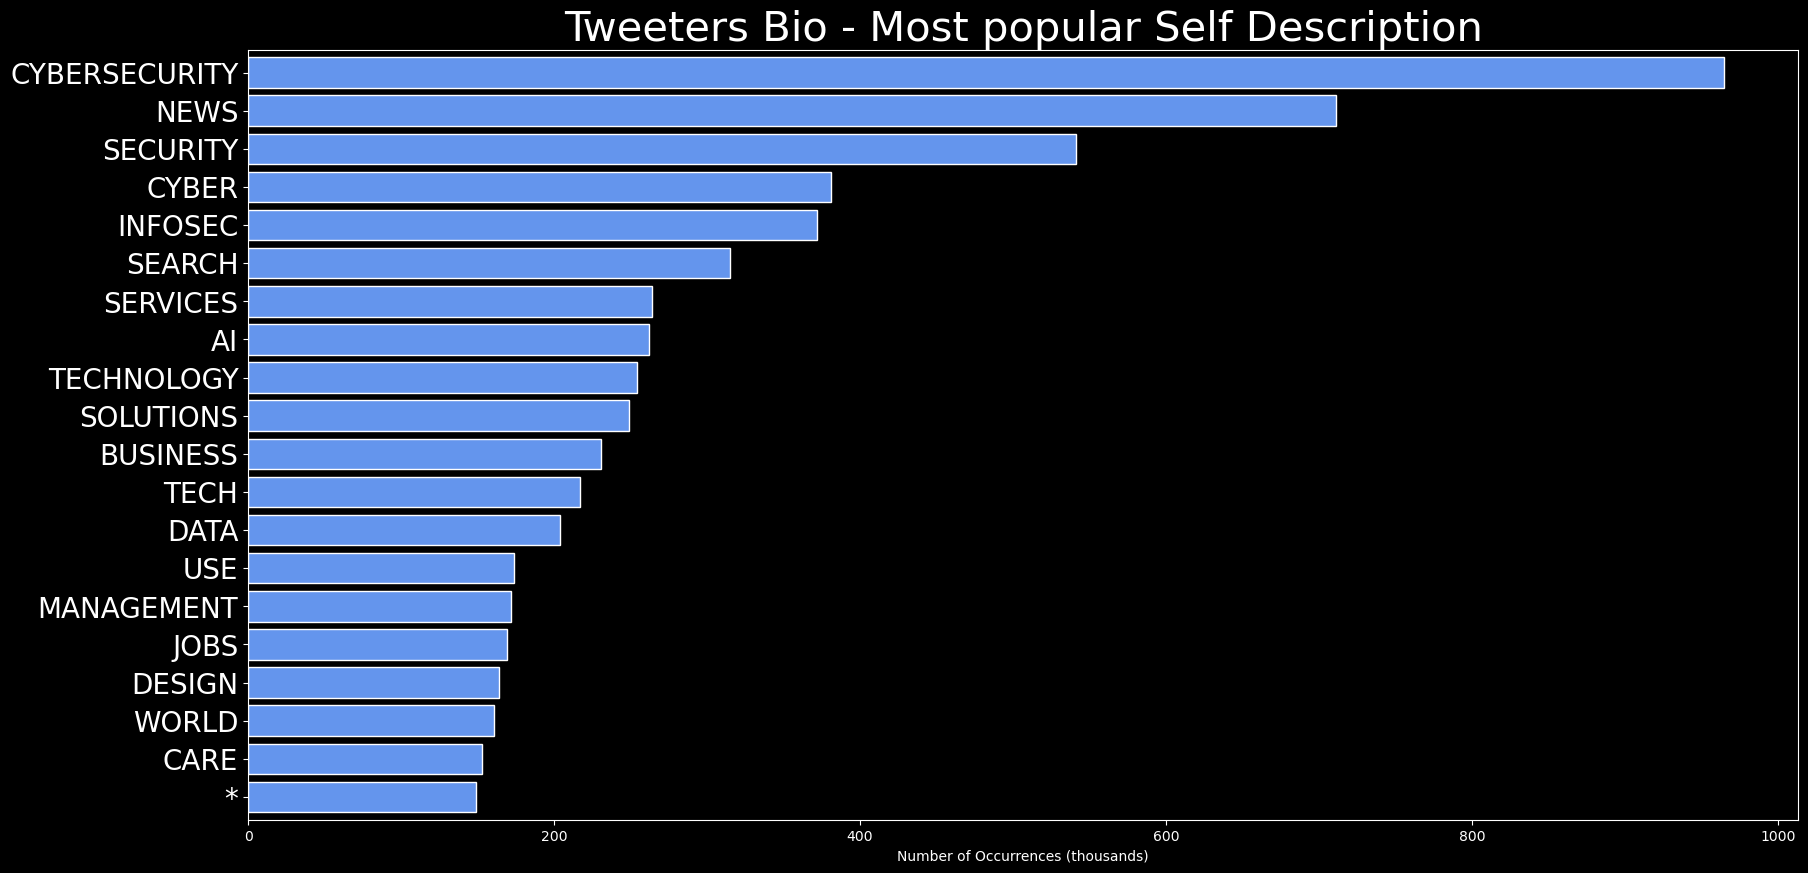 Tweeters Bio - Most popular Self Description
CYBERSECURITY
NEWS
SECURITY
CYBER
INFOSEC
SEARCH
SERVICES
AI
TECHNOLOGY
SOLUTIONS
BUSINESS
TECH
DATA
USE
MANAGEMENT
JOBS
DESIGN
WORLD
CARE
*
0 200 400 600 800 1000
Number of Occurrences (thousands)